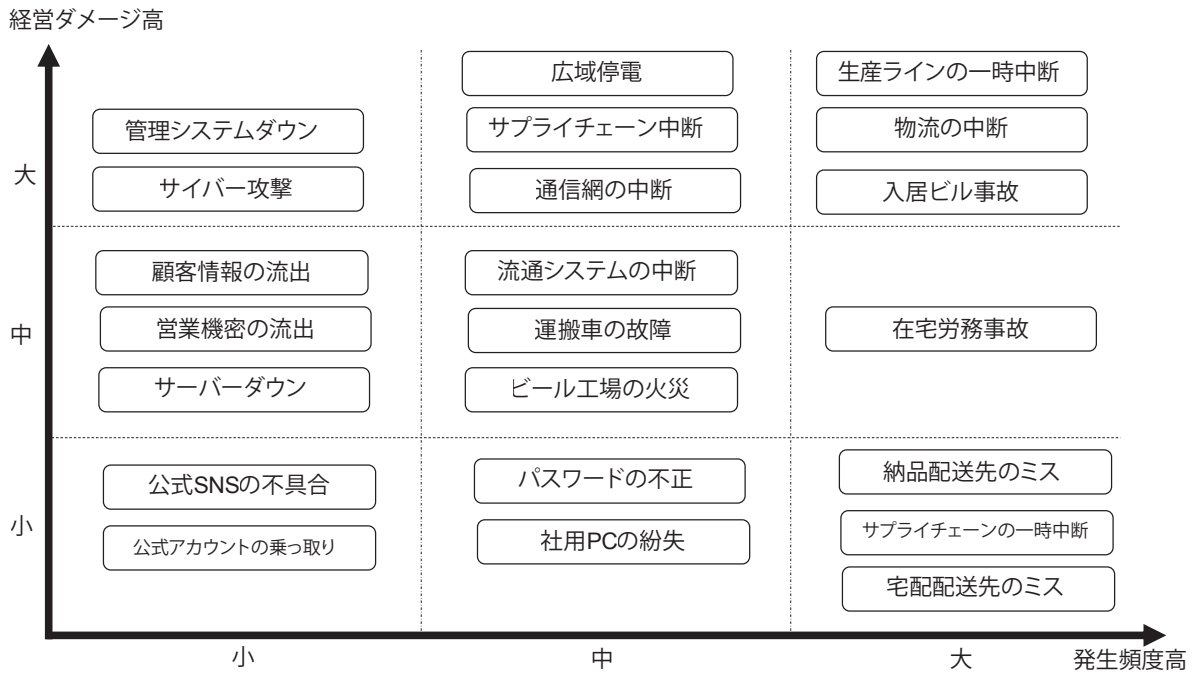 経営ダメージ高
広域停電
生産ラインの一時中断
管理システムダウン
サプライチェーン中断
物流の中断
大
サイバー攻撃
通信網の中断
入居ビル事故
顧客情報の流出
流通システムの中断
中
営業機密の流出
運搬車の故障
在宅労務事故
サーバーダウン
ビール工場の火災
公式SNSの不具合
パスワードの不正
納品配送先のミス
小
公式アカウントの乗っ取り
社用PCの紛失
サプライチェーンの一時中断
宅配配送先のミス
小
中
大
発生頻度高